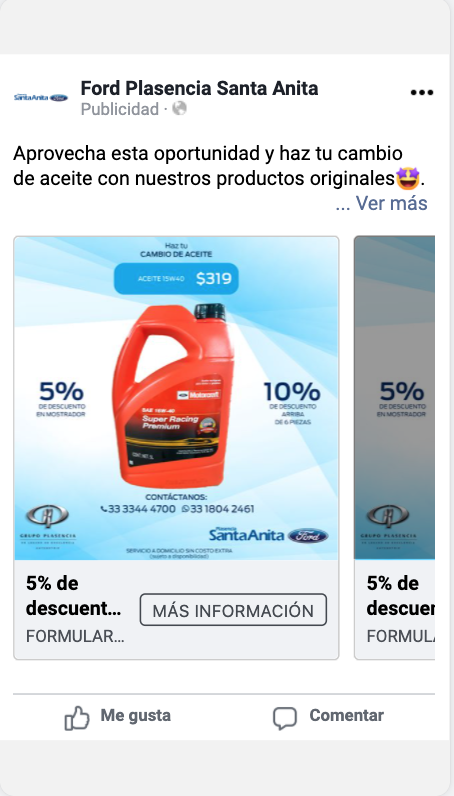 Ford Plasencia Santa Anita
Publicidad ·
Aprovecha esta oportunidad y haz tu cambio
de aceite con nuestros productos originales🤩.
... Ver más
Haz tu
CAMBIO DE ACEITE
ACEITE 15W40 $319
5%
DE DESCUENTO
EN MOSTRADOR
Motorcraft
SAE 15W-40
Super Racing
Premium
10%
DE DESCUENTO
ARRIBA
DE 6 PIEZAS
CONTÁCTANOS:
33 3344 4700 33 1804 2461
GRUPO PLASENCIA
Plasencia
SantaAnita Ford
SERVICIO A DOMICILIO SIN COSTO EXTRA
(sujeto a disponibilidad)
5% de
descuent...
FORMULAR...
MÁS INFORMACIÓN
5%
DE DESCUENTO
EN MOSTRADOR
GRUPO PLASENCIA
5% de
descuen
FORMULA
Me gusta
Comentar